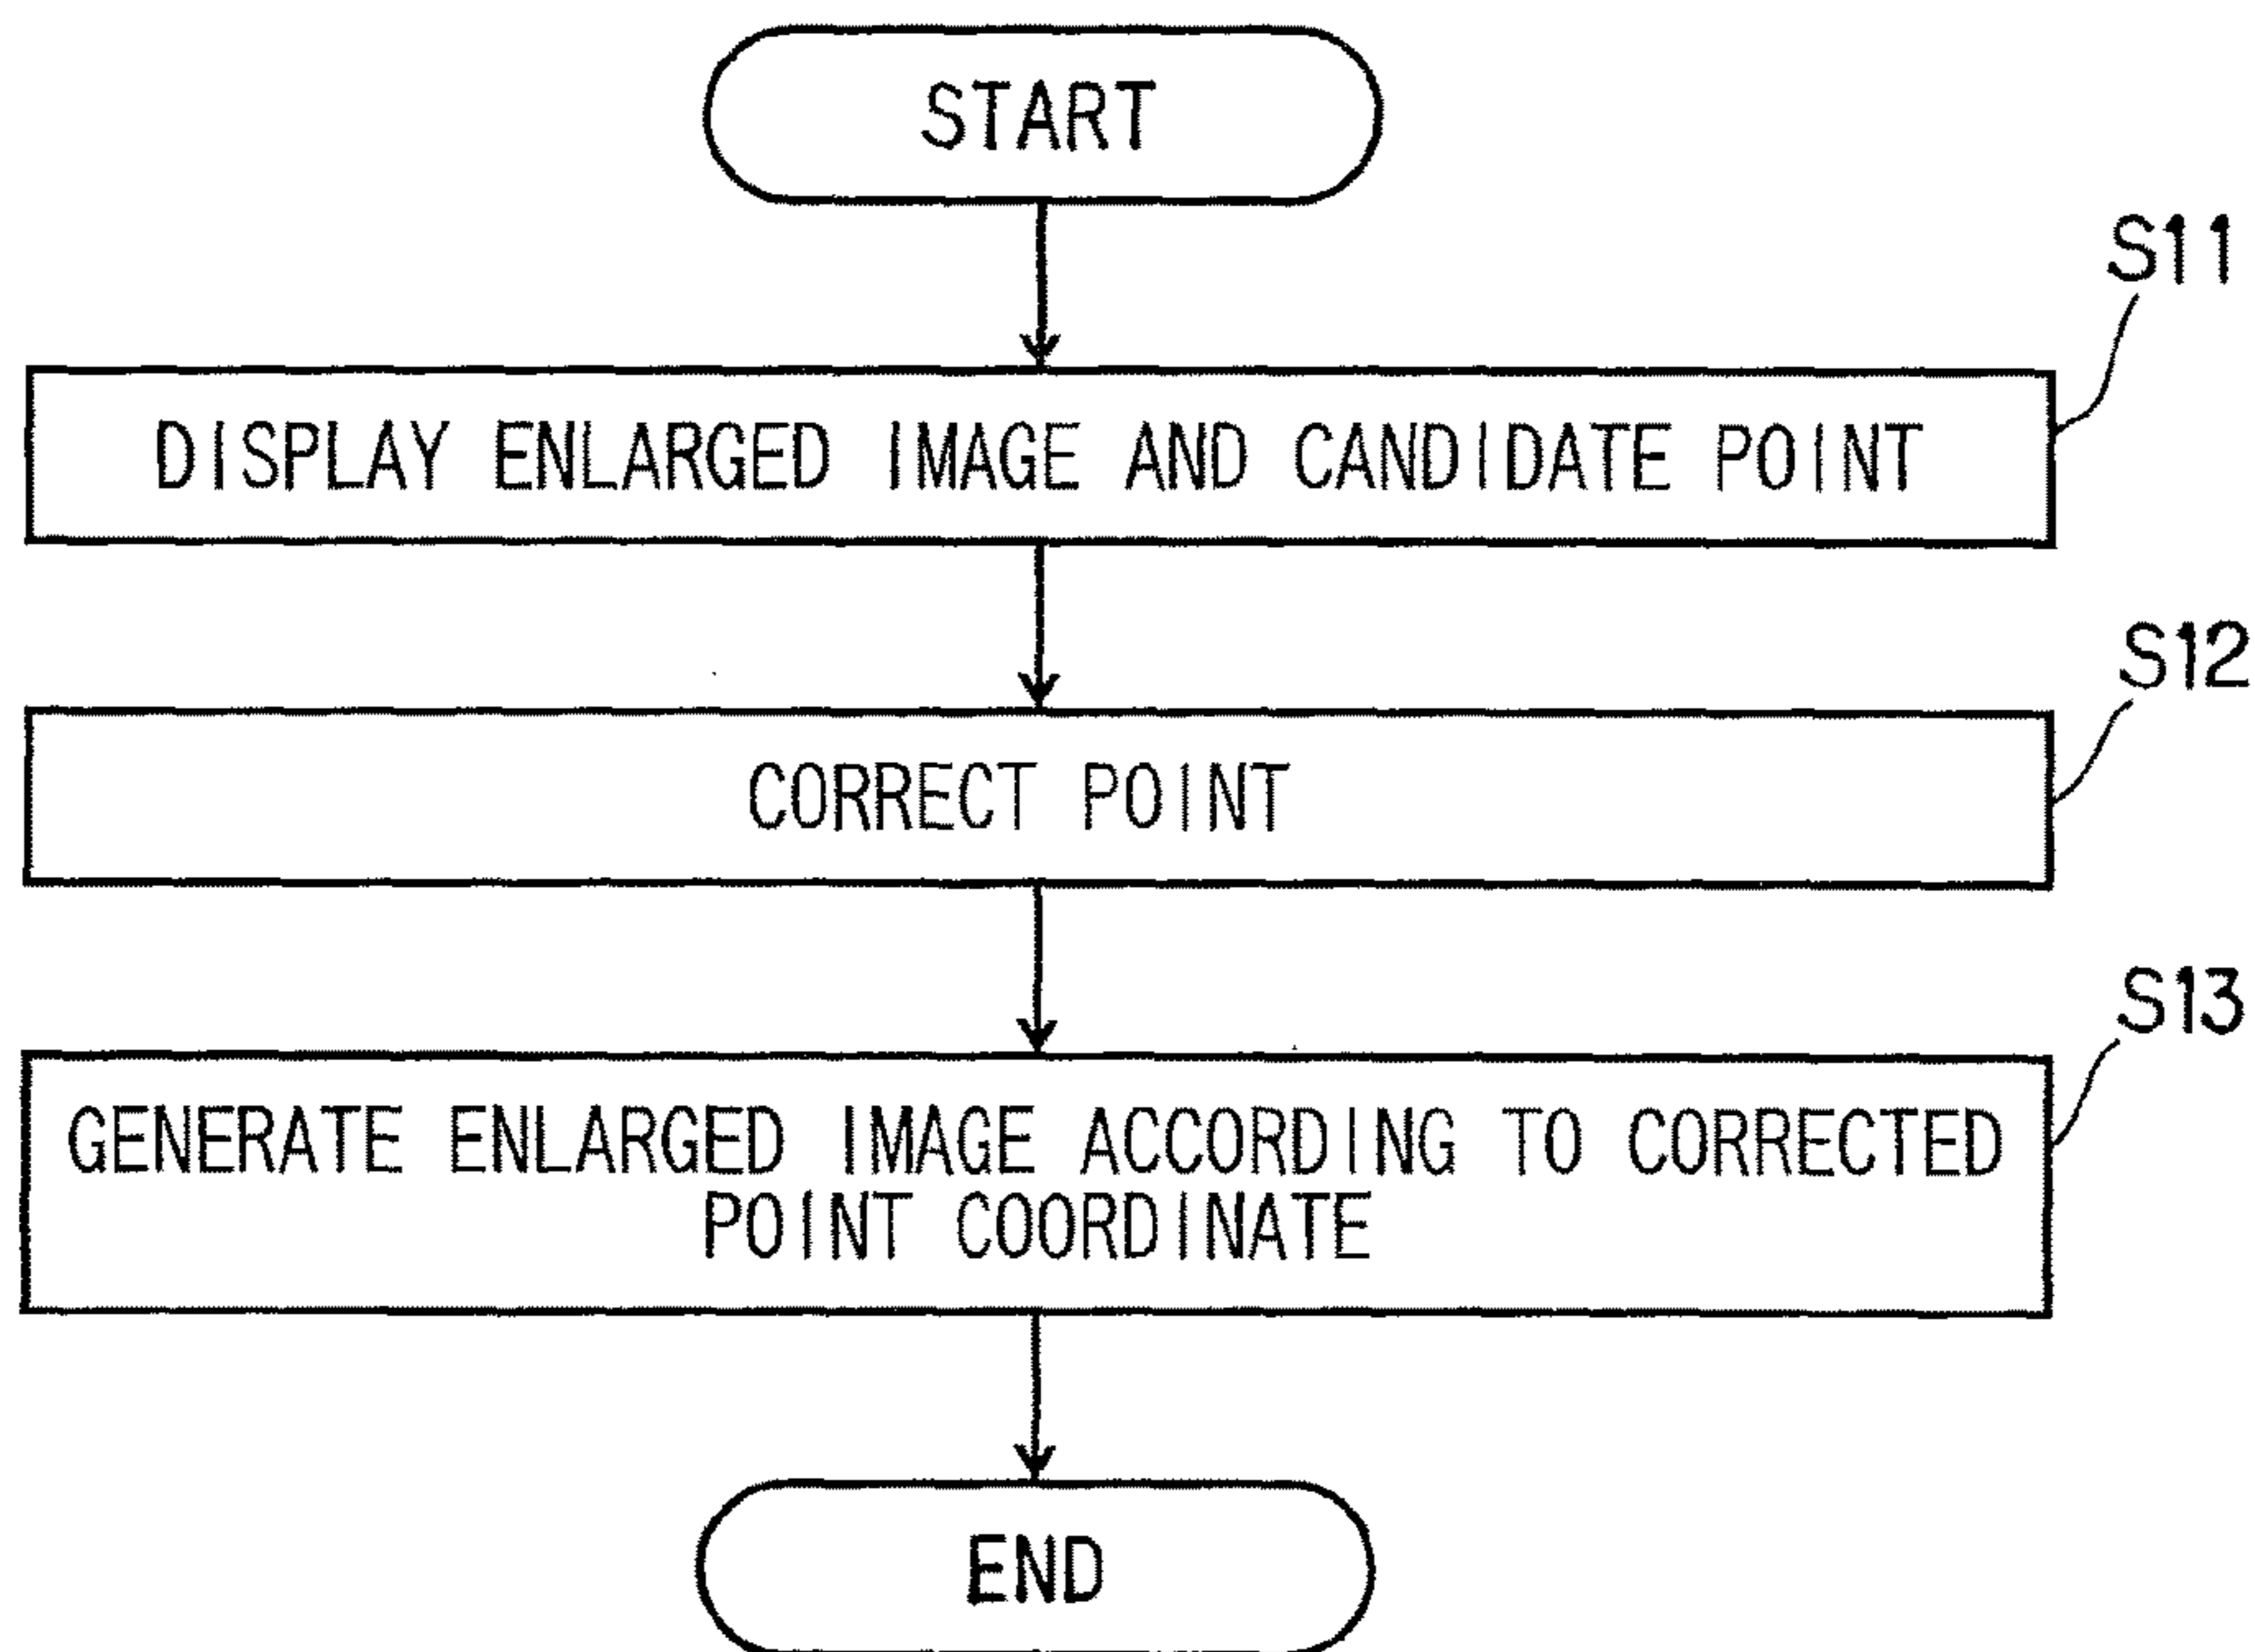 START
S11
DISPLAY ENLARGED IMAGE AND CANDIDATE POINT
S12
CORRECT POINT
S13
GENERATE ENLARGED IMAGE ACCORDING TO CORRECTED
POINT COORDINATE
END